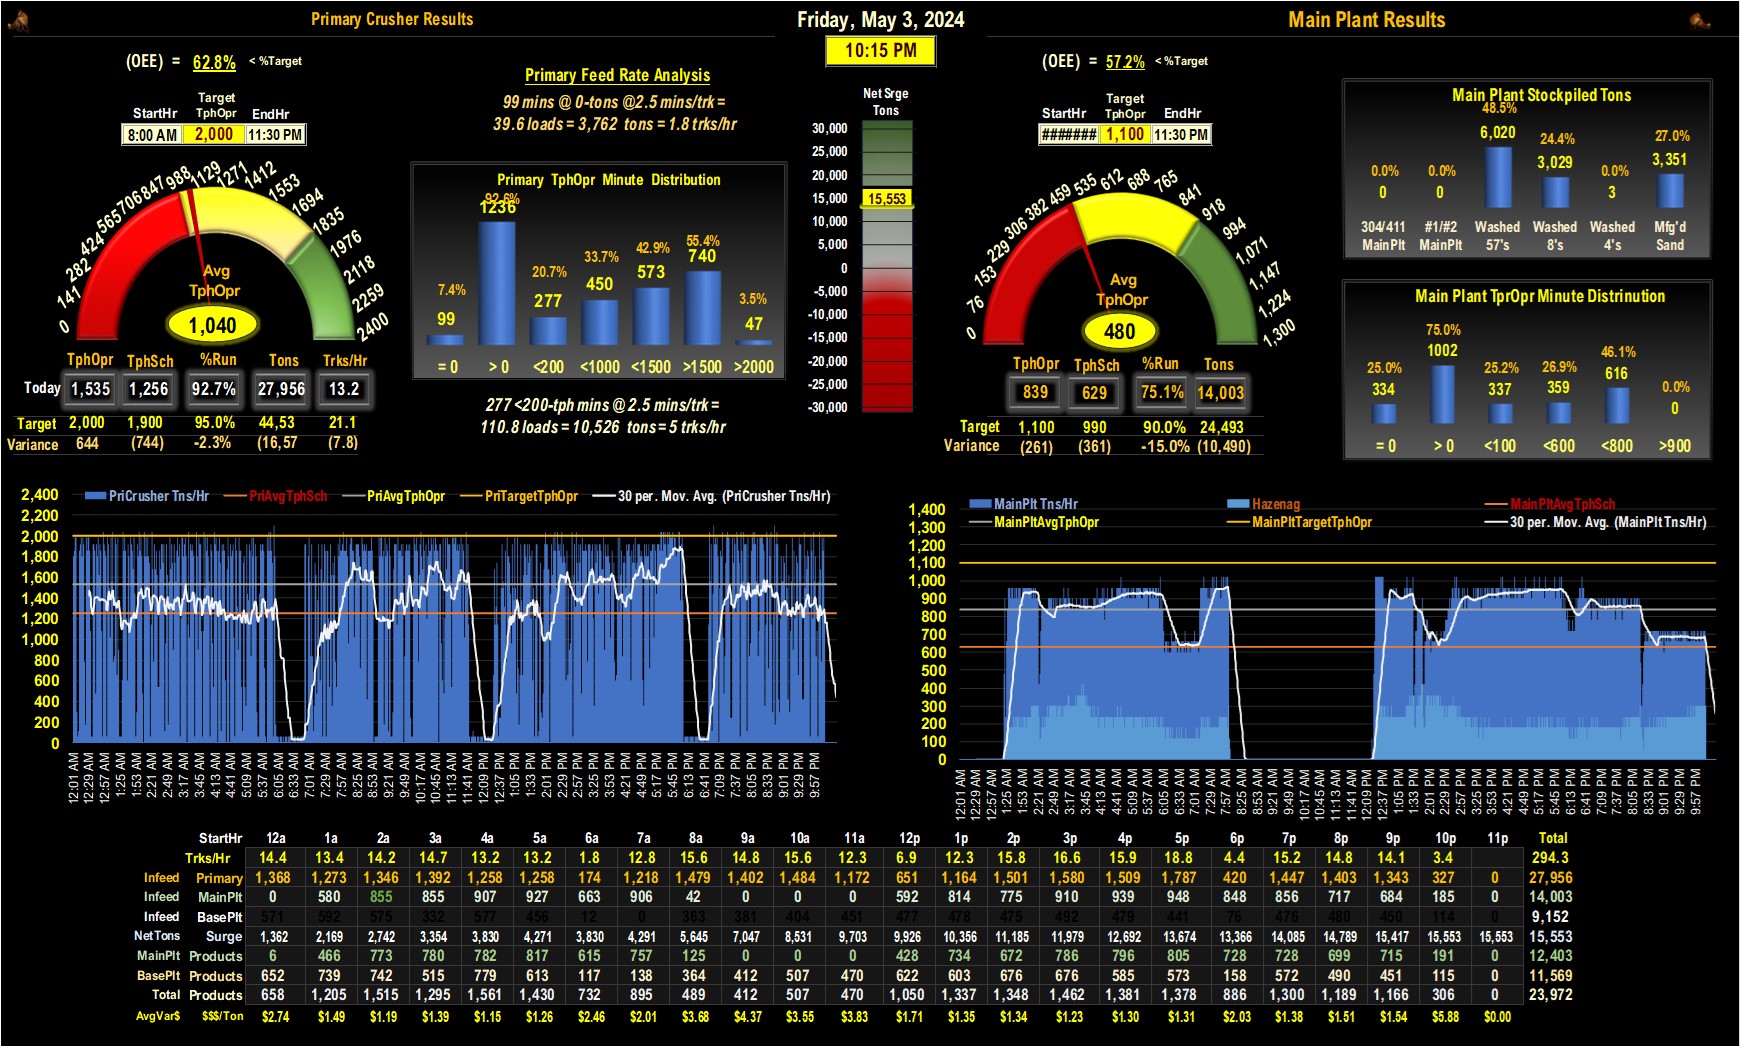 Primary Crusher Results
Friday, May 3, 2024
10:15 PM
Main Plant Results
(OEE) = 62.8% < %Target
StartHr Target TphOpr EndHr
8:00 AM 2,000 11:30 PM
0 141 282 424 565 706 847 988 1129 1271 1412 1553 1694 1835 1976 2118 2259 2400
Avg
TphOpr
1,040
TphOpr TphSch %Run Tons Trks/Hr
Today 1,535 1,256 92.7% 27,956 13.2
Target 2,000 1,900 95.0% 44,53 21.1
Variance 644 (744) -2.3% (16,57 (7.8)
Primary Feed Rate Analysis
99 mins @ 0-tons @2.5 mins/trk =
39.6 loads = 3,762 tons = 1.8 trks/hr
Primary TphOpr Minute Distribution
7.4% 92.6% 20.7% 33.7% 42.9% 55.4% 3.5%
99 1236 277 450 573 740 47
= 0 > 0 <200 <1000 <1500 >1500 >2000
277 <200-tph mins @ 2.5 mins/trk =
110.8 loads = 10,526 tons = 5 trks/hr
Net Srge
Tons
30,000
25,000
20,000
15,000
15,553
10,000
5,000
0
-5,000
-10,000
-15,000
-20,000
-25,000
-30,000
(OEE) = 57.2% < %Target
StartHr Target TphOpr EndHr
####### 1,100 11:30 PM
0 76 153 229 306 382 459 535 612 688 765 841 918 994 1,071 1,147 1,224 1,300
Avg
TphOpr
480
TphOpr TphSch %Run Tons
839 629 75.1% 14,003
Target 1,100 990 90.0% 24,493
Variance (261) (361) -15.0% (10,490)
Main Plant Stockpiled Tons
0.0% 0.0% 48.5% 24.4% 0.0% 27.0%
0 0 6,020 3,029 3 3,351
304/411 #1/#2 Washed Washed Washed Mfg'd
MainPlt MainPlt 57's 8's 4's Sand
Main Plant TprOpr Minute Distrinution
25.0% 75.0% 25.2% 26.9% 46.1% 0.0%
334 1002 337 359 616 0
= 0 > 0 <100 <600 <800 >900
PriCrusher Tns/Hr PriAvgTphSch PriAvgTphOpr PriTargetTphOpr 30 per. Mov. Avg. (PriCrusher Tns/Hr)
2,400
2,200
2,000
1,800
1,600
1,400
1,200
1,000
800
600
400
200
0
12:01 AM 12:29 AM 12:57 AM 1:25 AM 1:53 AM 2:21 AM 2:49 AM 3:17 AM 3:45 AM 4:13 AM 4:41 AM 5:09 AM 5:37 AM 6:05 AM 6:33 AM 7:01 AM 7:29 AM 7:57 AM 8:25 AM 8:53 AM 9:21 AM 9:49 AM 10:17 AM 10:45 AM 11:13 AM 11:41 AM 12:09 PM 12:37 PM 1:05 PM 1:33 PM 2:01 PM 2:29 PM 2:57 PM 3:25 PM 3:53 PM 4:21 PM 4:49 PM 5:17 PM 5:45 PM 6:13 PM 6:41 PM 7:09 PM 7:37 PM 8:05 PM 8:33 PM 9:01 PM 9:29 PM 9:57 PM
MainPlt Tns/Hr Hazenag MainPltAvgTphSch
MainPltAvgTphOpr MainPltTargetTphOpr 30 per. Mov. Avg. (MainPlt Tns/Hr)
1,400
1,300
1,200
1,100
1,000
900
800
700
600
500
400
300
200
100
0
12:01 AM 12:29 AM 12:57 AM 1:25 AM 1:53 AM 2:21 AM 2:49 AM 3:17 AM 3:45 AM 4:13 AM 4:41 AM 5:09 AM 5:37 AM 6:05 AM 6:33 AM 7:01 AM 7:29 AM 7:57 AM 8:25 AM 8:53 AM 9:21 AM 9:49 AM 10:17 AM 10:45 AM 11:13 AM 11:41 AM 12:09 PM 12:37 PM 1:05 PM 1:33 PM 2:01 PM 2:29 PM 2:57 PM 3:25 PM 3:53 PM 4:21 PM 4:49 PM 5:17 PM 5:45 PM 6:13 PM 6:41 PM 7:09 PM 7:37 PM 8:05 PM 8:33 PM 9:01 PM 9:29 PM 9:57 PM
StartHr 12a 1a 2a 3a 4a 5a 6a 7a 8a 9a 10a 11a 12p 1p 2p 3p 4p 5p 6p 7p 8p 9p 10p 11p Total
Trks/Hr 14.4 13.4 14.2 14.7 13.2 13.2 1.8 12.8 15.6 14.8 15.6 12.3 6.9 12.3 15.8 16.6 15.9 18.8 4.4 15.2 14.8 14.1 3.4 294.3
Infeed Primary 1,368 1,273 1,346 1,392 1,258 1,258 174 1,218 1,479 1,402 1,484 1,172 651 1,164 1,501 1,580 1,509 1,787 420 1,447 1,403 1,343 327 0 27,956
Infeed MainPlt 0 580 855 855 907 927 663 906 42 0 0 0 592 814 775 910 939 948 848 856 717 684 185 0 14,003
Infeed BasePlt 571 592 575 332 577 456 12 0 363 381 404 451 477 478 475 492 479 441 76 476 480 450 114 0 9,152
NetTons Surge 1,362 2,169 2,742 3,354 3,830 4,271 3,830 4,291 5,645 7,047 8,531 9,703 9,926 10,356 11,185 11,979 12,692 13,674 13,366 14,085 14,789 15,417 15,553 15,553 15,553
MainPlt Products 6 466 773 780 782 817 615 757 125 0 0 0 428 734 672 786 796 805 728 728 699 715 191 0 12,403
BasePlt Products 652 739 742 515 779 613 117 138 364 412 507 470 622 603 676 676 585 573 158 572 490 451 115 0 11,569
Total Products 658 1,205 1,515 1,295 1,561 1,430 732 895 489 412 507 470 1,050 1,337 1,348 1,462 1,381 1,378 886 1,300 1,189 1,166 306 0 23,972
AvgVar$ $$$/Ton $2.74 $1.49 $1.19 $1.39 $1.15 $1.26 $2.46 $2.01 $3.68 $4.37 $3.55 $3.83 $1.71 $1.35 $1.34 $1.23 $1.30 $1.31 $2.03 $1.38 $1.51 $1.54 $5.88 $0.00